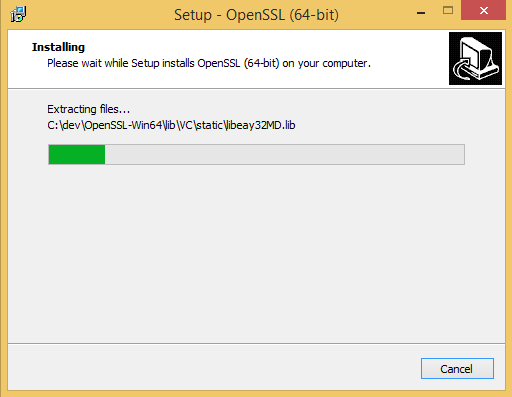 Setup - OpenSSL (64-bit)
Installing
Please wait while Setup installs OpenSSL (64-bit) on your computer.
Extracting files...
C:\dev\OpenSSL-Win64\lib\VC\static\libeay32MD.lib
Cancel